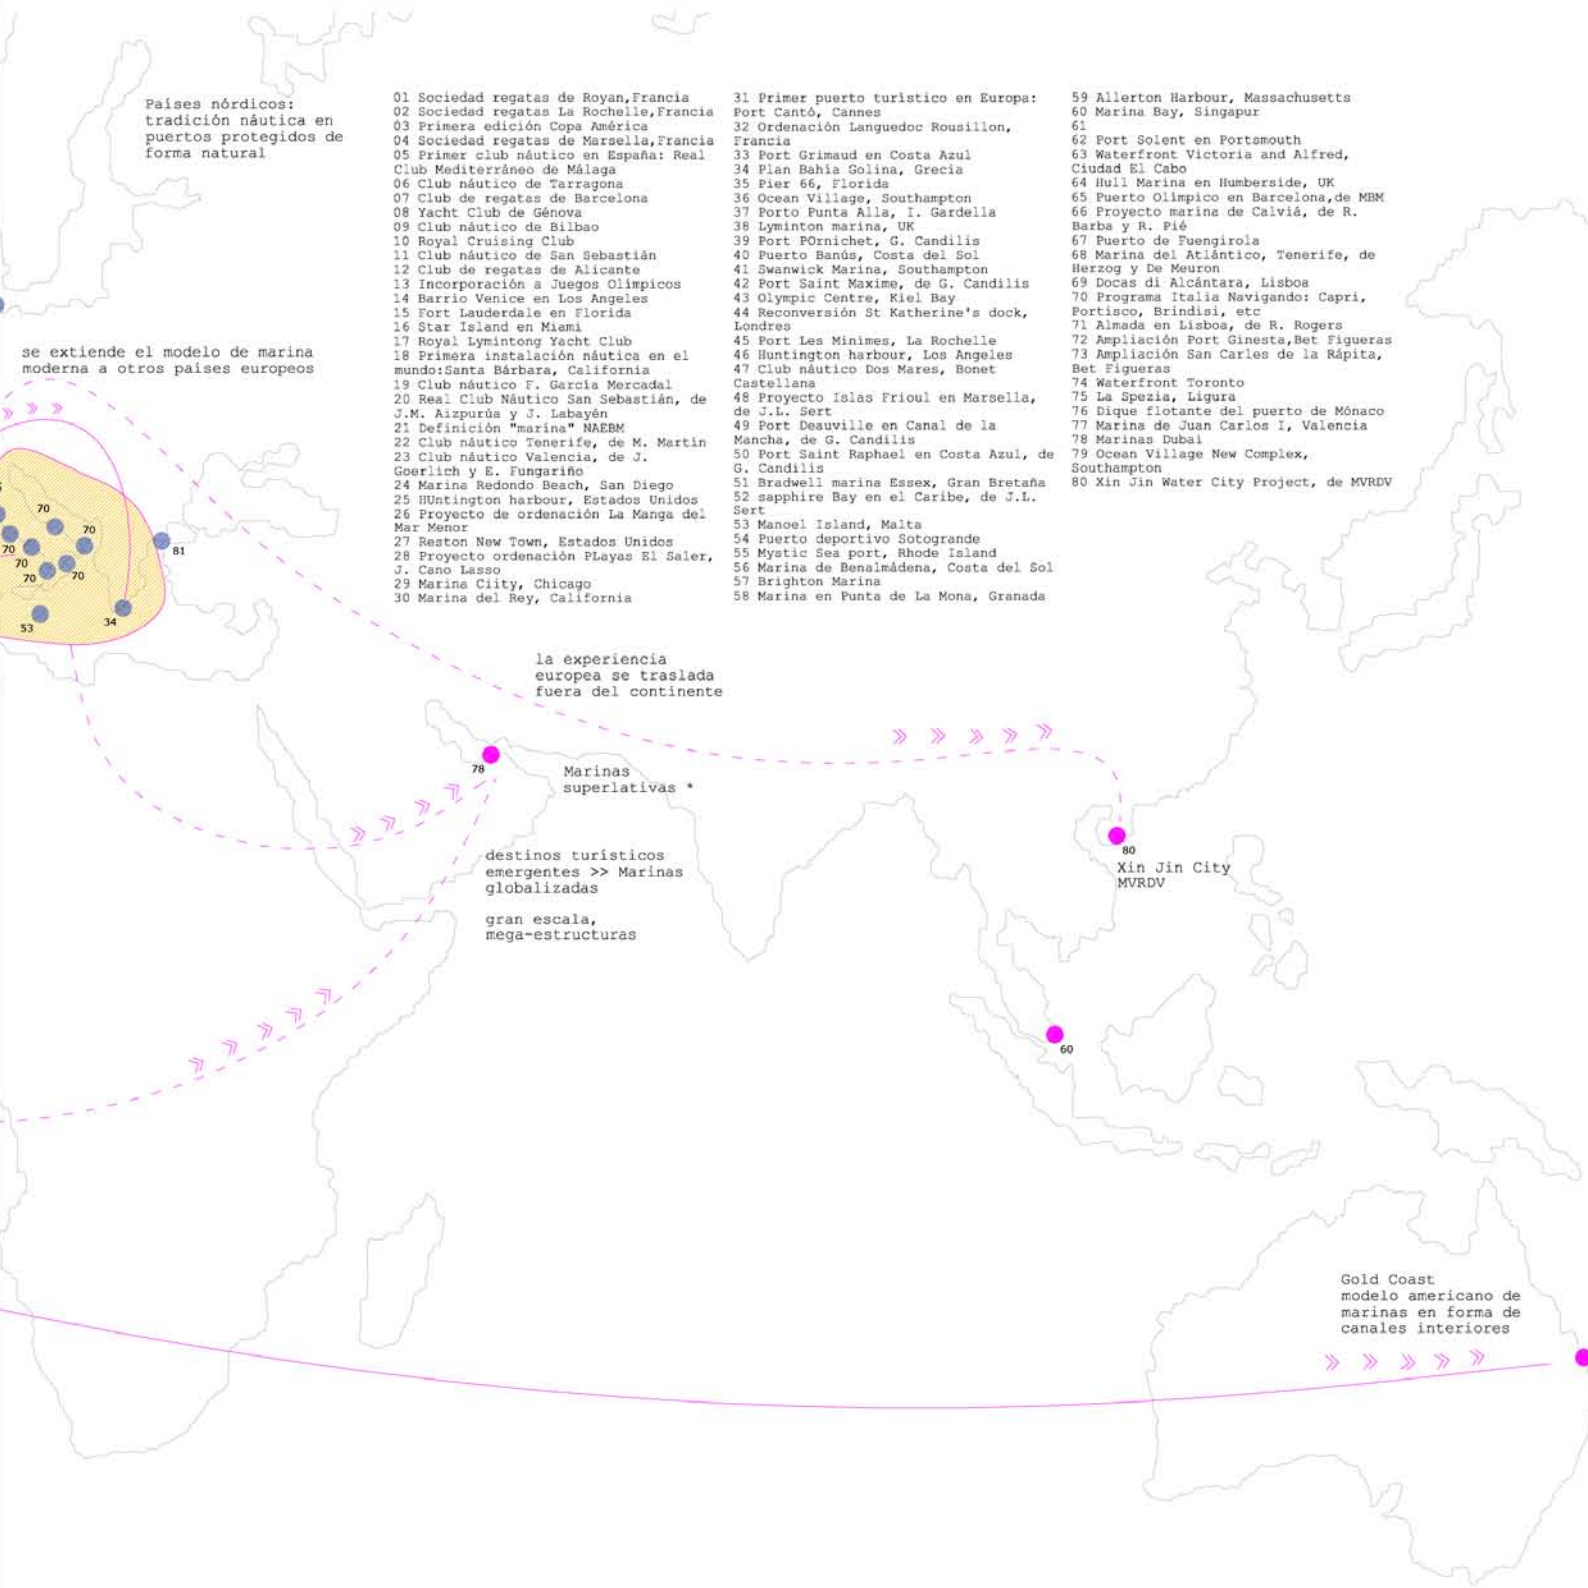 Países nórdicos:
tradición náutica en
puertos protegidos de
forma natural
01 Sociedad regatas de Royan,Francia
02 Sociedad regatas La Rochelle,Francia
03 Primera edición Copa América
04 Sociedad regatas de Marsella,Francia
05 Primer club náutico en España: Real
Club Mediterráneo de Málaga
06 Club náutico de Tarragona
07 Club de regatas de Barcelona
08 Yacht Club de Génova
09 Club náutico de Bilbao
10 Royal Cruising Club
11 Club náutico de San Sebastián
12 Club de regatas de Alicante
13 Incorporación a Juegos Olímpicos
14 Barrio Venice en Los Angeles
15 Fort Lauderdale en Florida
16 Star Island en Miami
17 Royal Lymintong Yacht Club
18 Primera instalación náutica en el
mundo:Santa Bárbara, California
19 Club náutico F. García Mercadal
20 Real Club Náutico San Sebastián, de
J.M. Aizpurúa y J. Labayén
21 Definición "marina" NAEBM
22 Club náutico Tenerife, de M. Martín
23 Club náutico Valencia, de J.
Goerlich y E. Fungariño
24 Marina Redondo Beach, San Diego
25 HUntington harbour, Estados Unidos
26 Proyecto de ordenación La Manga del
Mar Menor
27 Reston New Town, Estados Unidos
28 Proyecto ordenación PLayas El Saler,
J. Cano Lasso
29 Marina Ciity, Chicago
30 Marina del Rey, California
31 Primer puerto turístico en Europa:
Port Cantó, Cannes
32 Ordenación Languedoc Rousillon,
Francia
33 Port Grimaud en Costa Azul
34 Plan Bahía Golina, Grecia
35 Pier 66, Florida
36 Ocean Village, Southampton
37 Porto Punta Alla, I. Gardella
38 Lyminton marina, UK
39 Port POrnichet, G. Candilis
40 Puerto Banús, Costa del Sol
41 Swanwick Marina, Southampton
42 Port Saint Maxime, de G. Candilis
43 Olympic Centre, Kiel Bay
44 Reconversión St Katherine's dock,
Londres
45 Port Les Minimes, La Rochelle
46 Huntington harbour, Los Angeles
47 Club náutico Dos Mares, Bonet
Castellana
48 Proyecto Islas Frioul en Marsella,
de J.L. Sert
49 Port Deauville en Canal de la
Mancha, de G. Candilis
50 Port Saint Raphael en Costa Azul, de
G. Candilis
51 Bradwell marina Essex, Gran Bretaña
52 sapphire Bay en el Caribe, de J.L.
Sert
53 Manoel Island, Malta
54 Puerto deportivo Sotogrande
55 Mystic Sea port, Rhode Island
56 Marina de Benalmádena, Costa del Sol
57 Brighton Marina
58 Marina en Punta de La Mona, Granada
59 Allerton Harbour, Massachusetts
60 Marina Bay, Singapur
61
62 Port Solent en Portsmouth
63 Waterfront Victoria and Alfred,
Ciudad El Cabo
64 Hull Marina en Humberside, UK
65 Puerto Olímpico en Barcelona,de MBM
66 Proyecto marina de Calviá, de R.
Barba y R. Pié
67 Puerto de Fuengirola
68 Marina del Atlántico, Tenerife, de
Herzog y De Meuron
69 Docas di Alcántara, Lisboa
70 Programa Italia Navigando: Capri,
Portisco, Brindisi, etc
71 Almada en Lisboa, de R. Rogers
72 Ampliación Port Ginesta,Bet Figueras
73 Ampliación San Carles de la Rápita,
Bet Figueras
74 Waterfront Toronto
75 La Spezia, Ligura
76 Dique flotante del puerto de Mónaco
77 Marina de Juan Carlos I, Valencia
78 Marinas Dubai
79 Ocean Village New Complex,
Southampton
80 Xin Jin Water City Project, de MVRDV
se extiende el modelo de marina
moderna a otros países europeos
70
70
70
70
70
70
81
53
34
la experiencia
europea se traslada
fuera del continente
78
Marinas
superlativas *
destinos turísticos
emergentes >> Marinas
globalizadas
gran escala,
mega-estructuras
80
Xin Jin City
MVRDV
60
Gold Coast
modelo americano de
marinas en forma de
canales interiores